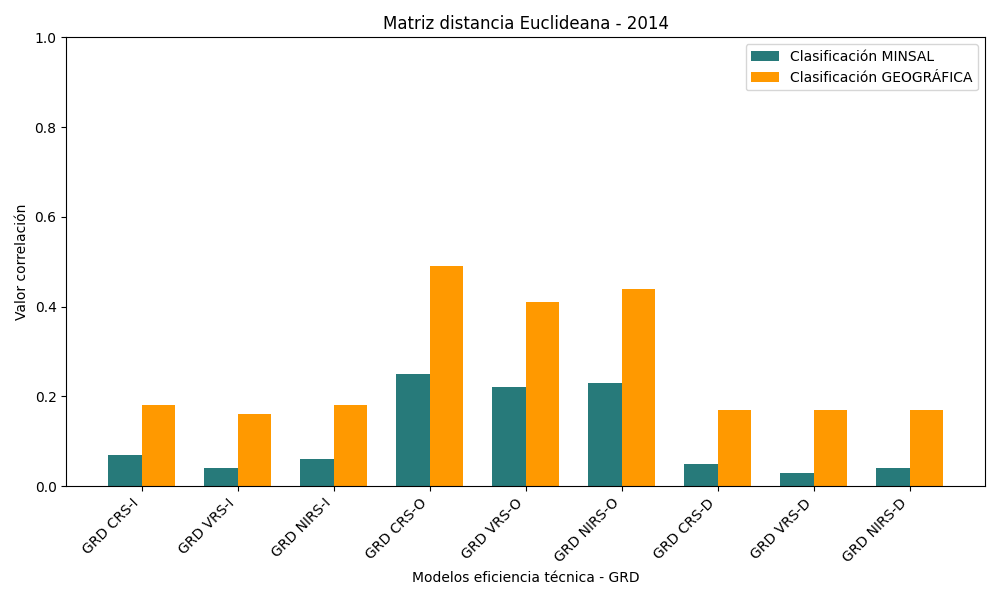 Matriz distancia Euclideana - 2014
Clasificación MINSAL
Clasificación GEOGRÁFICA
Valor correlación
1.0
0.8
0.6
0.4
0.2
0.0
GRD CRS-I
GRD VRS-I
GRD NIRS-I
GRD CRS-O
GRD VRS-O
GRD NIRS-O
GRD CRS-D
GRD VRS-D
GRD NIRS-D
Modelos eficiencia técnica - GRD